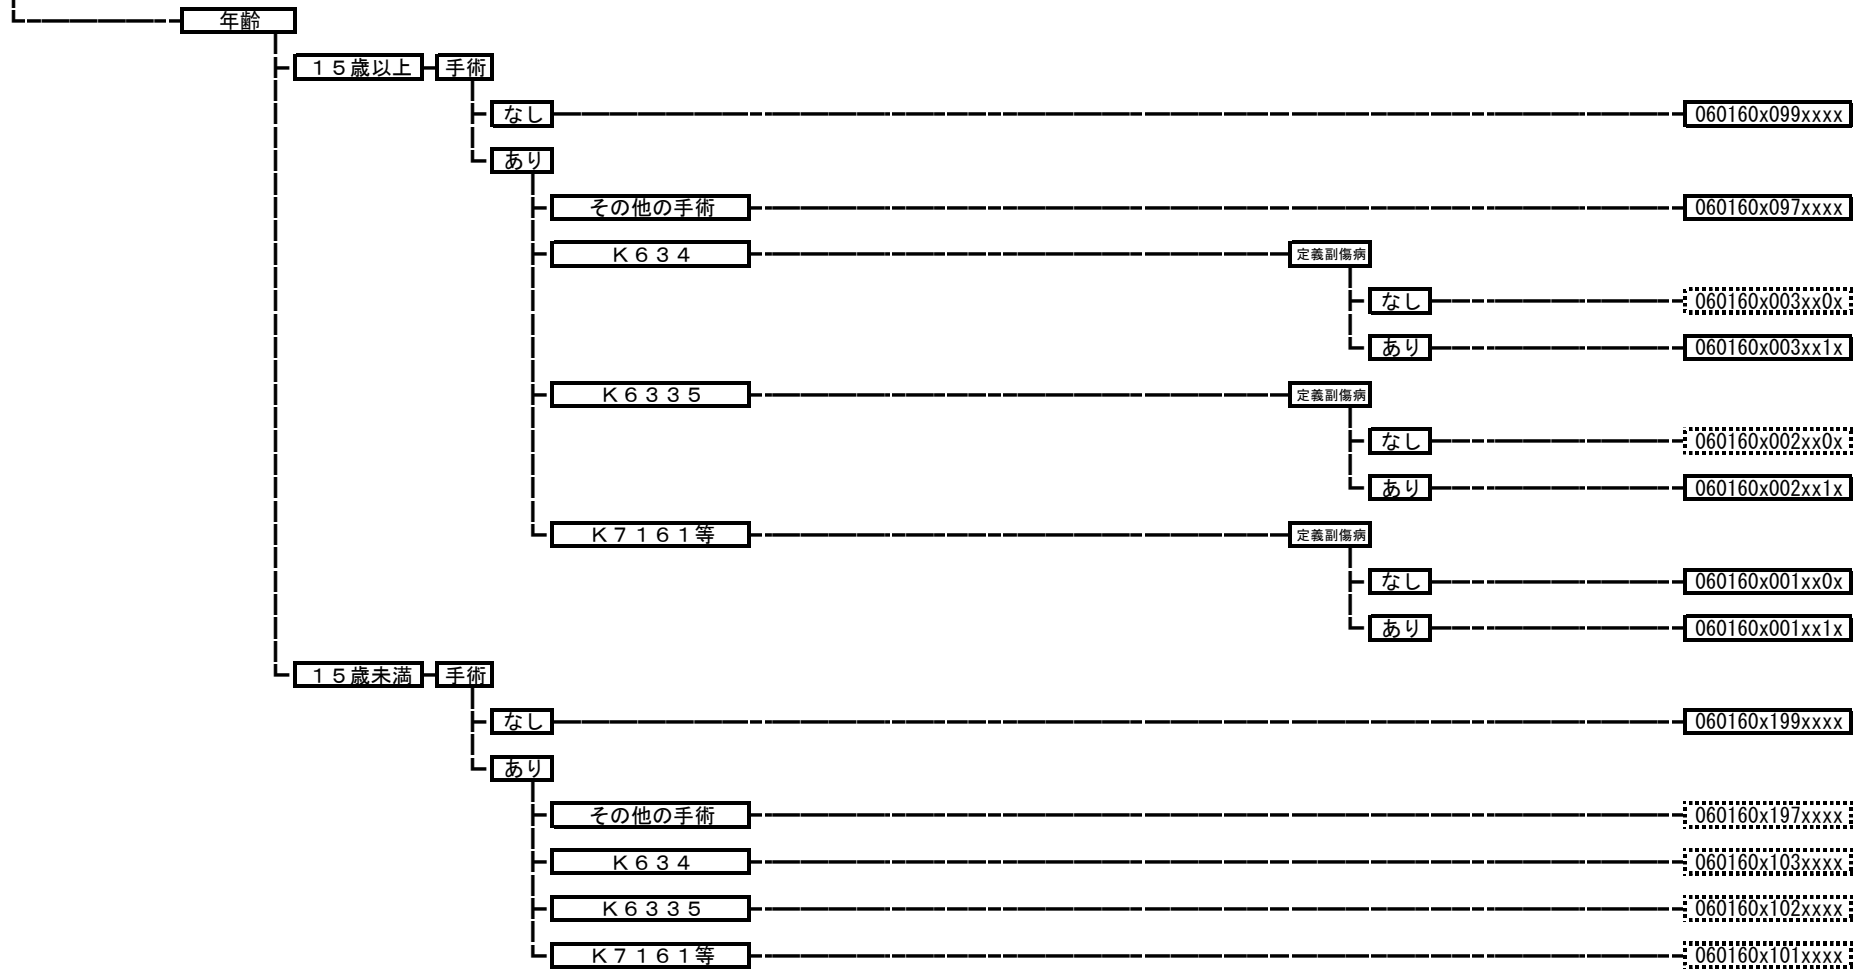 年齢
１５歳以上 手術
なし 060160x099xxxx
あり
その他の手術 060160x097xxxx
Ｋ６３４ 定義副傷病
なし 060160x003xx0x
あり 060160x003xx1x
Ｋ６３３５ 定義副傷病
なし 060160x002xx0x
あり 060160x002xx1x
Ｋ７１６１等 定義副傷病
なし 060160x001xx0x
あり 060160x001xx1x
１５歳未満 手術
なし 060160x199xxxx
あり
その他の手術 060160x197xxxx
Ｋ６３４ 060160x103xxxx
Ｋ６３３５ 060160x102xxxx
Ｋ７１６１等 060160x101xxxx